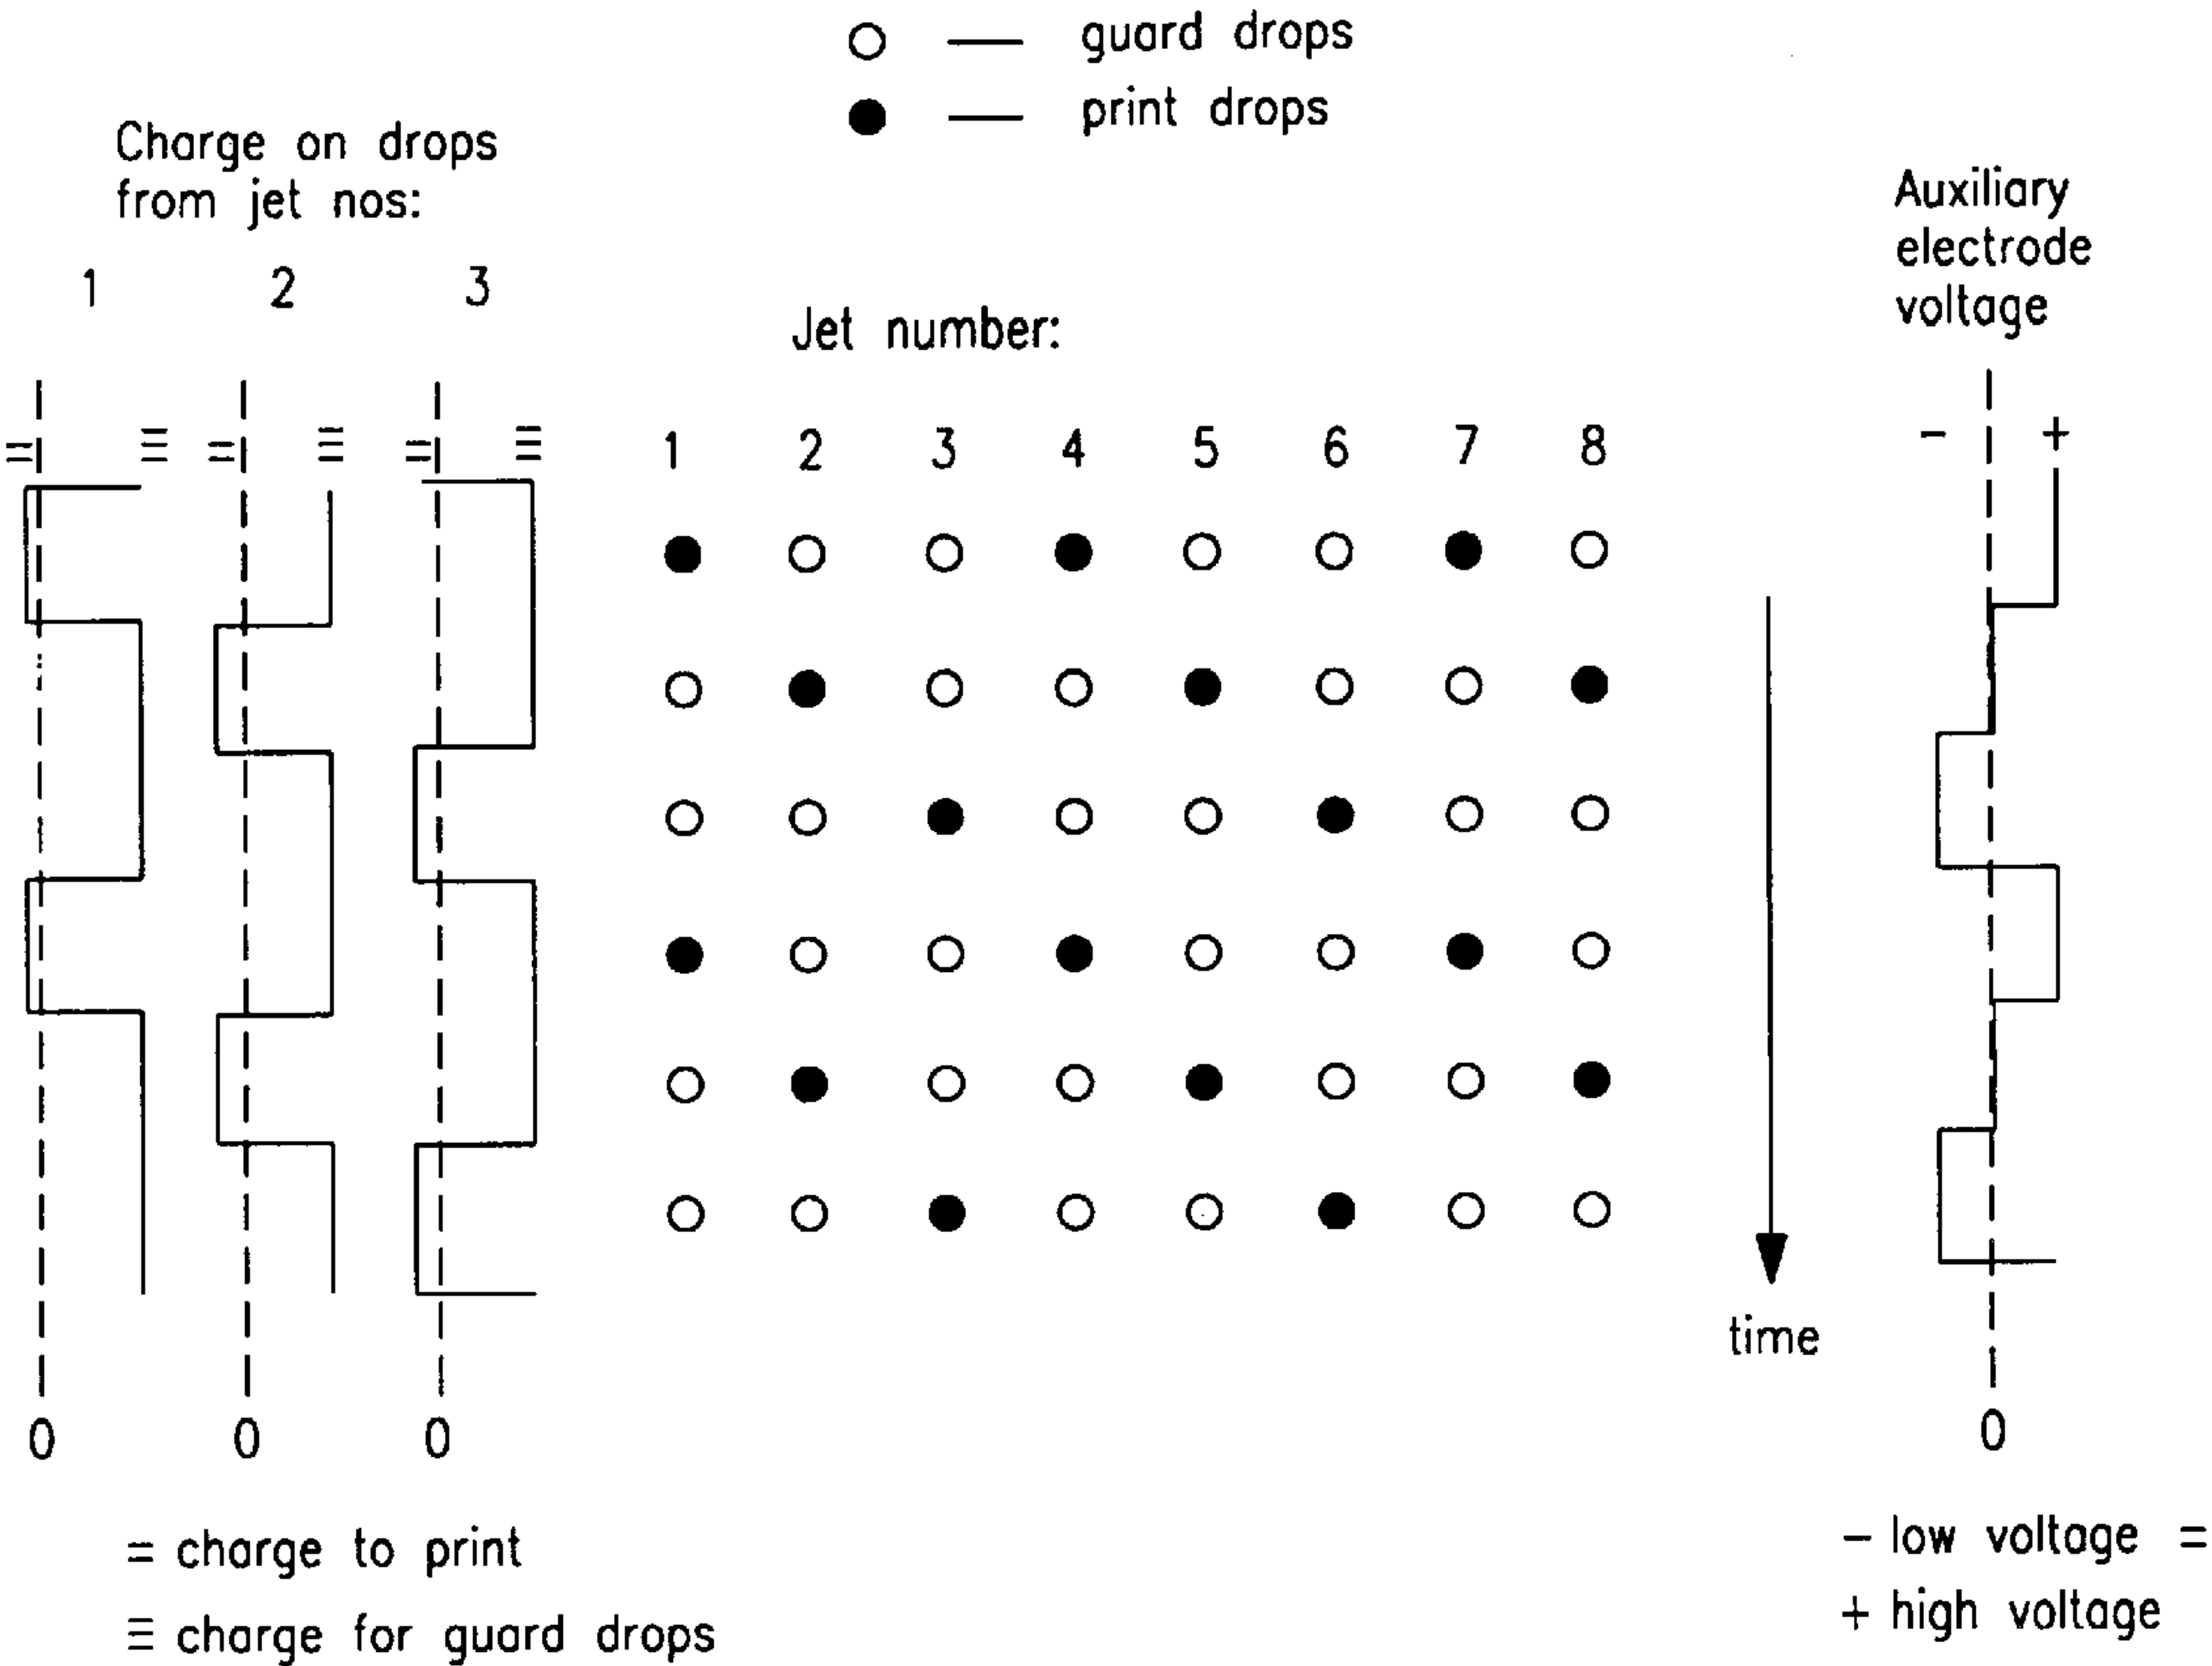 guard drops
print drops
Charge on drops
from jet nos:
1 2 3
Auxiliary
electrode
voltage
Jet number:
= ≡ = ≡ = ≡
1 2 3 4 5 6 7 8
- +
time
0 0 0 0
= charge to print
≡ charge for guard drops
- low voltage =
+ high voltage